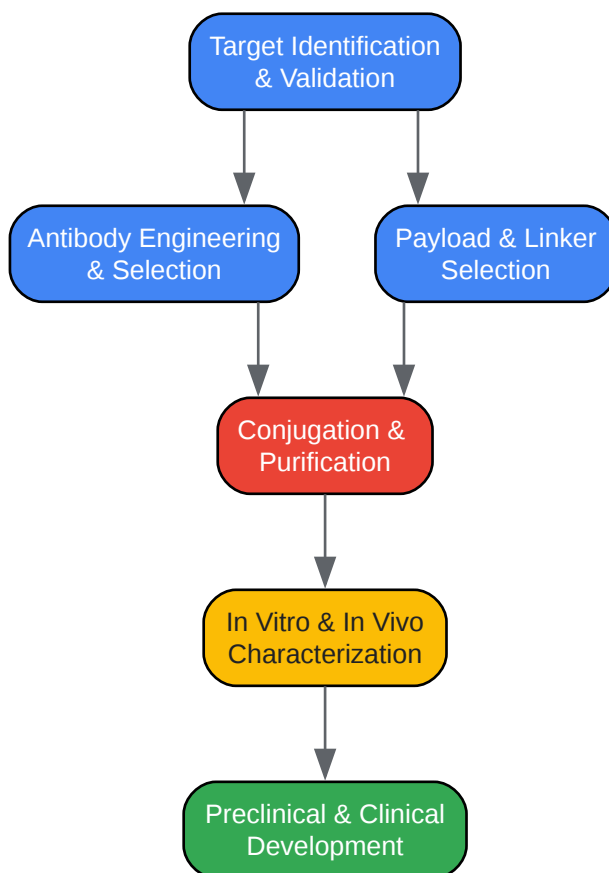 Target Identification
& Validation
Antibody Engineering
& Selection
Payload & Linker
Selection
Conjugation &
Purification
In Vitro & In Vivo
Characterization
Preclinical & Clinical
Development